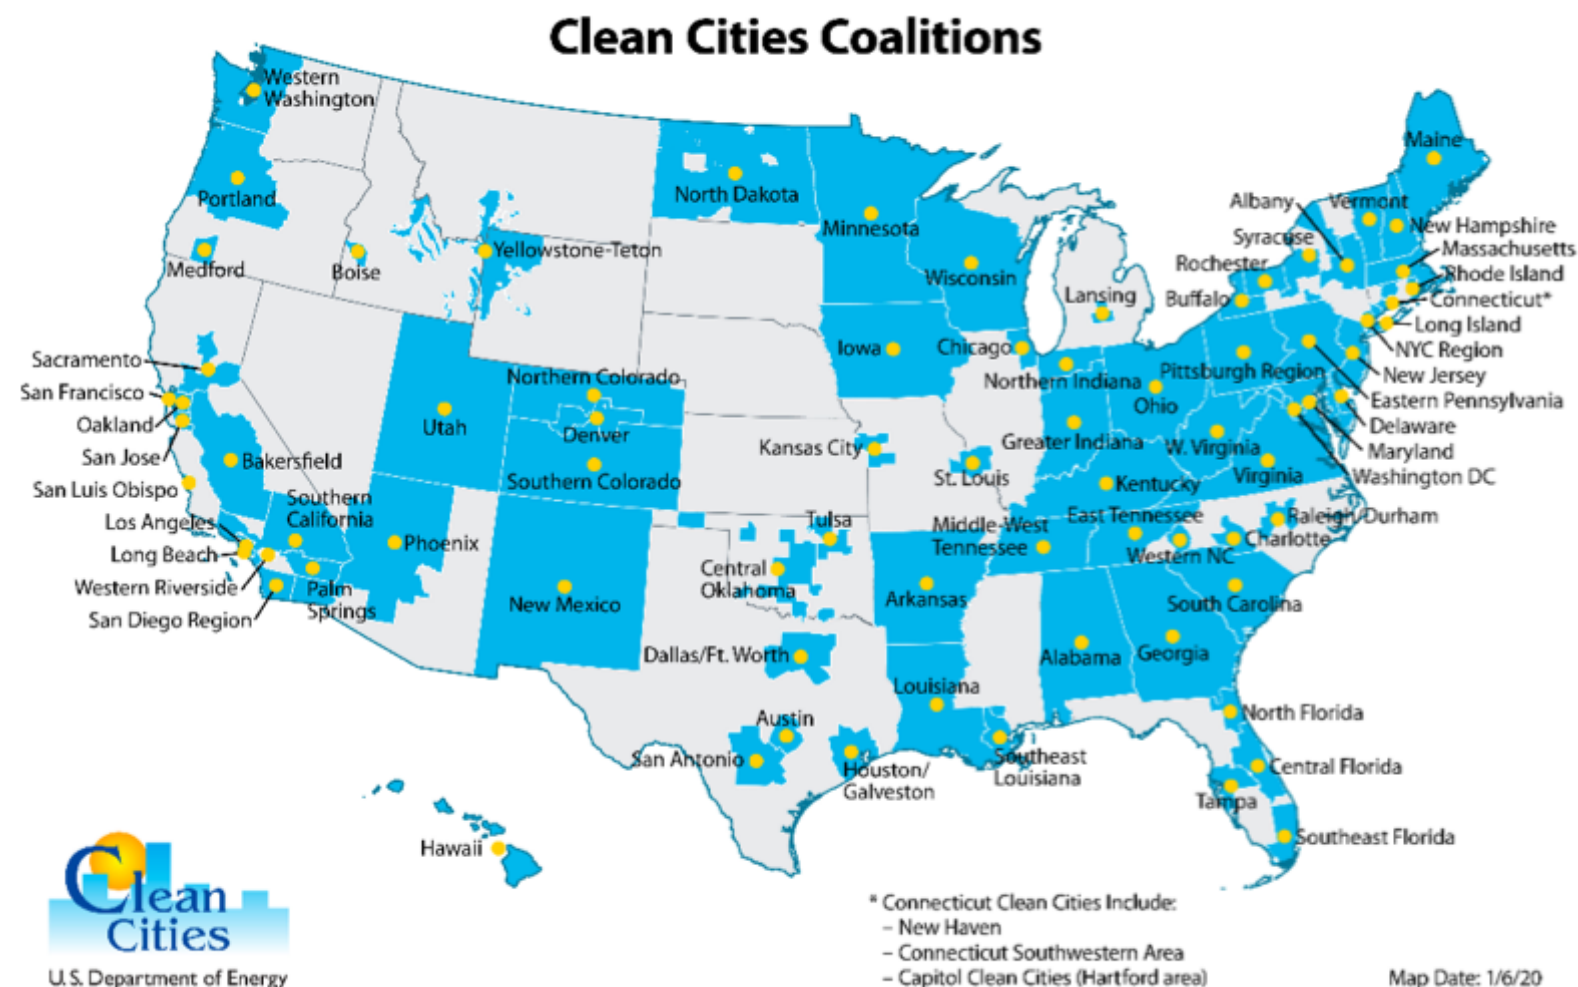 Clean Cities Coalitions
Western
Washington
Portland
Medford
Boise
Yellowstone-Teton
North Dakota
Minnesota
Wisconsin
Lansing
Maine
Albany
Vermont
New Hampshire
Syracuse
Massachusetts
Rochester
Rhode Island
Buffalo
Connecticut*
Long Island
NYC Region
New Jersey
Eastern Pennsylvania
Delaware
Maryland
Washington DC
Iowa
Chicago
Northern Indiana
Pittsburgh Region
Ohio
Greater Indiana
W. Virginia
Virginia
Kentucky
Kansas City
St. Louis
Sacramento
San Francisco
Oakland
San Jose
San Luis Obispo
Los Angeles
Long Beach
Western Riverside
San Diego Region
Bakersfield
Southern
California
Palm
Springs
Phoenix
Utah
Northern Colorado
Denver
Southern Colorado
New Mexico
Tulsa
Central
Oklahoma
Middle-West
Tennessee
East Tennessee
Western NC
Raleigh/Durham
Charlotte
Arkansas
South Carolina
Alabama
Georgia
Dallas/Ft. Worth
Louisiana
Austin
San Antonio
Houston/
Galveston
Southeast
Louisiana
North Florida
Central Florida
Tampa
Southeast Florida
Hawaii
Clean
Cities
U.S. Department of Energy
* Connecticut Clean Cities Include:
– New Haven
– Connecticut Southwestern Area
– Capitol Clean Cities (Hartford area)
Map Date: 1/6/20